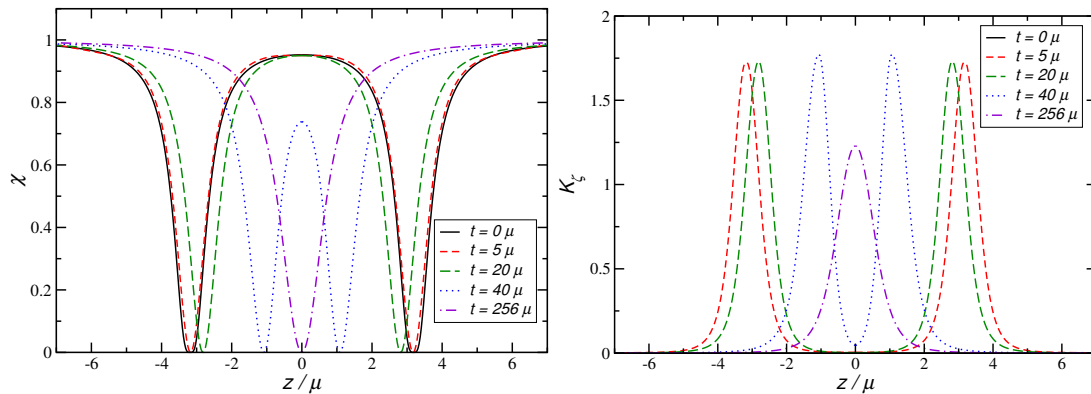 1
0.8
0.6
0.4
0.2
0
χ
-6
-4
-2
0
2
4
6
z / μ
t = 0 μ
t = 5 μ
t = 20 μ
t = 40 μ
t = 256 μ
2
1.5
1
0.5
0
K_ζ
-6
-4
-2
0
2
4
6
z / μ
t = 0 μ
t = 5 μ
t = 20 μ
t = 40 μ
t = 256 μ